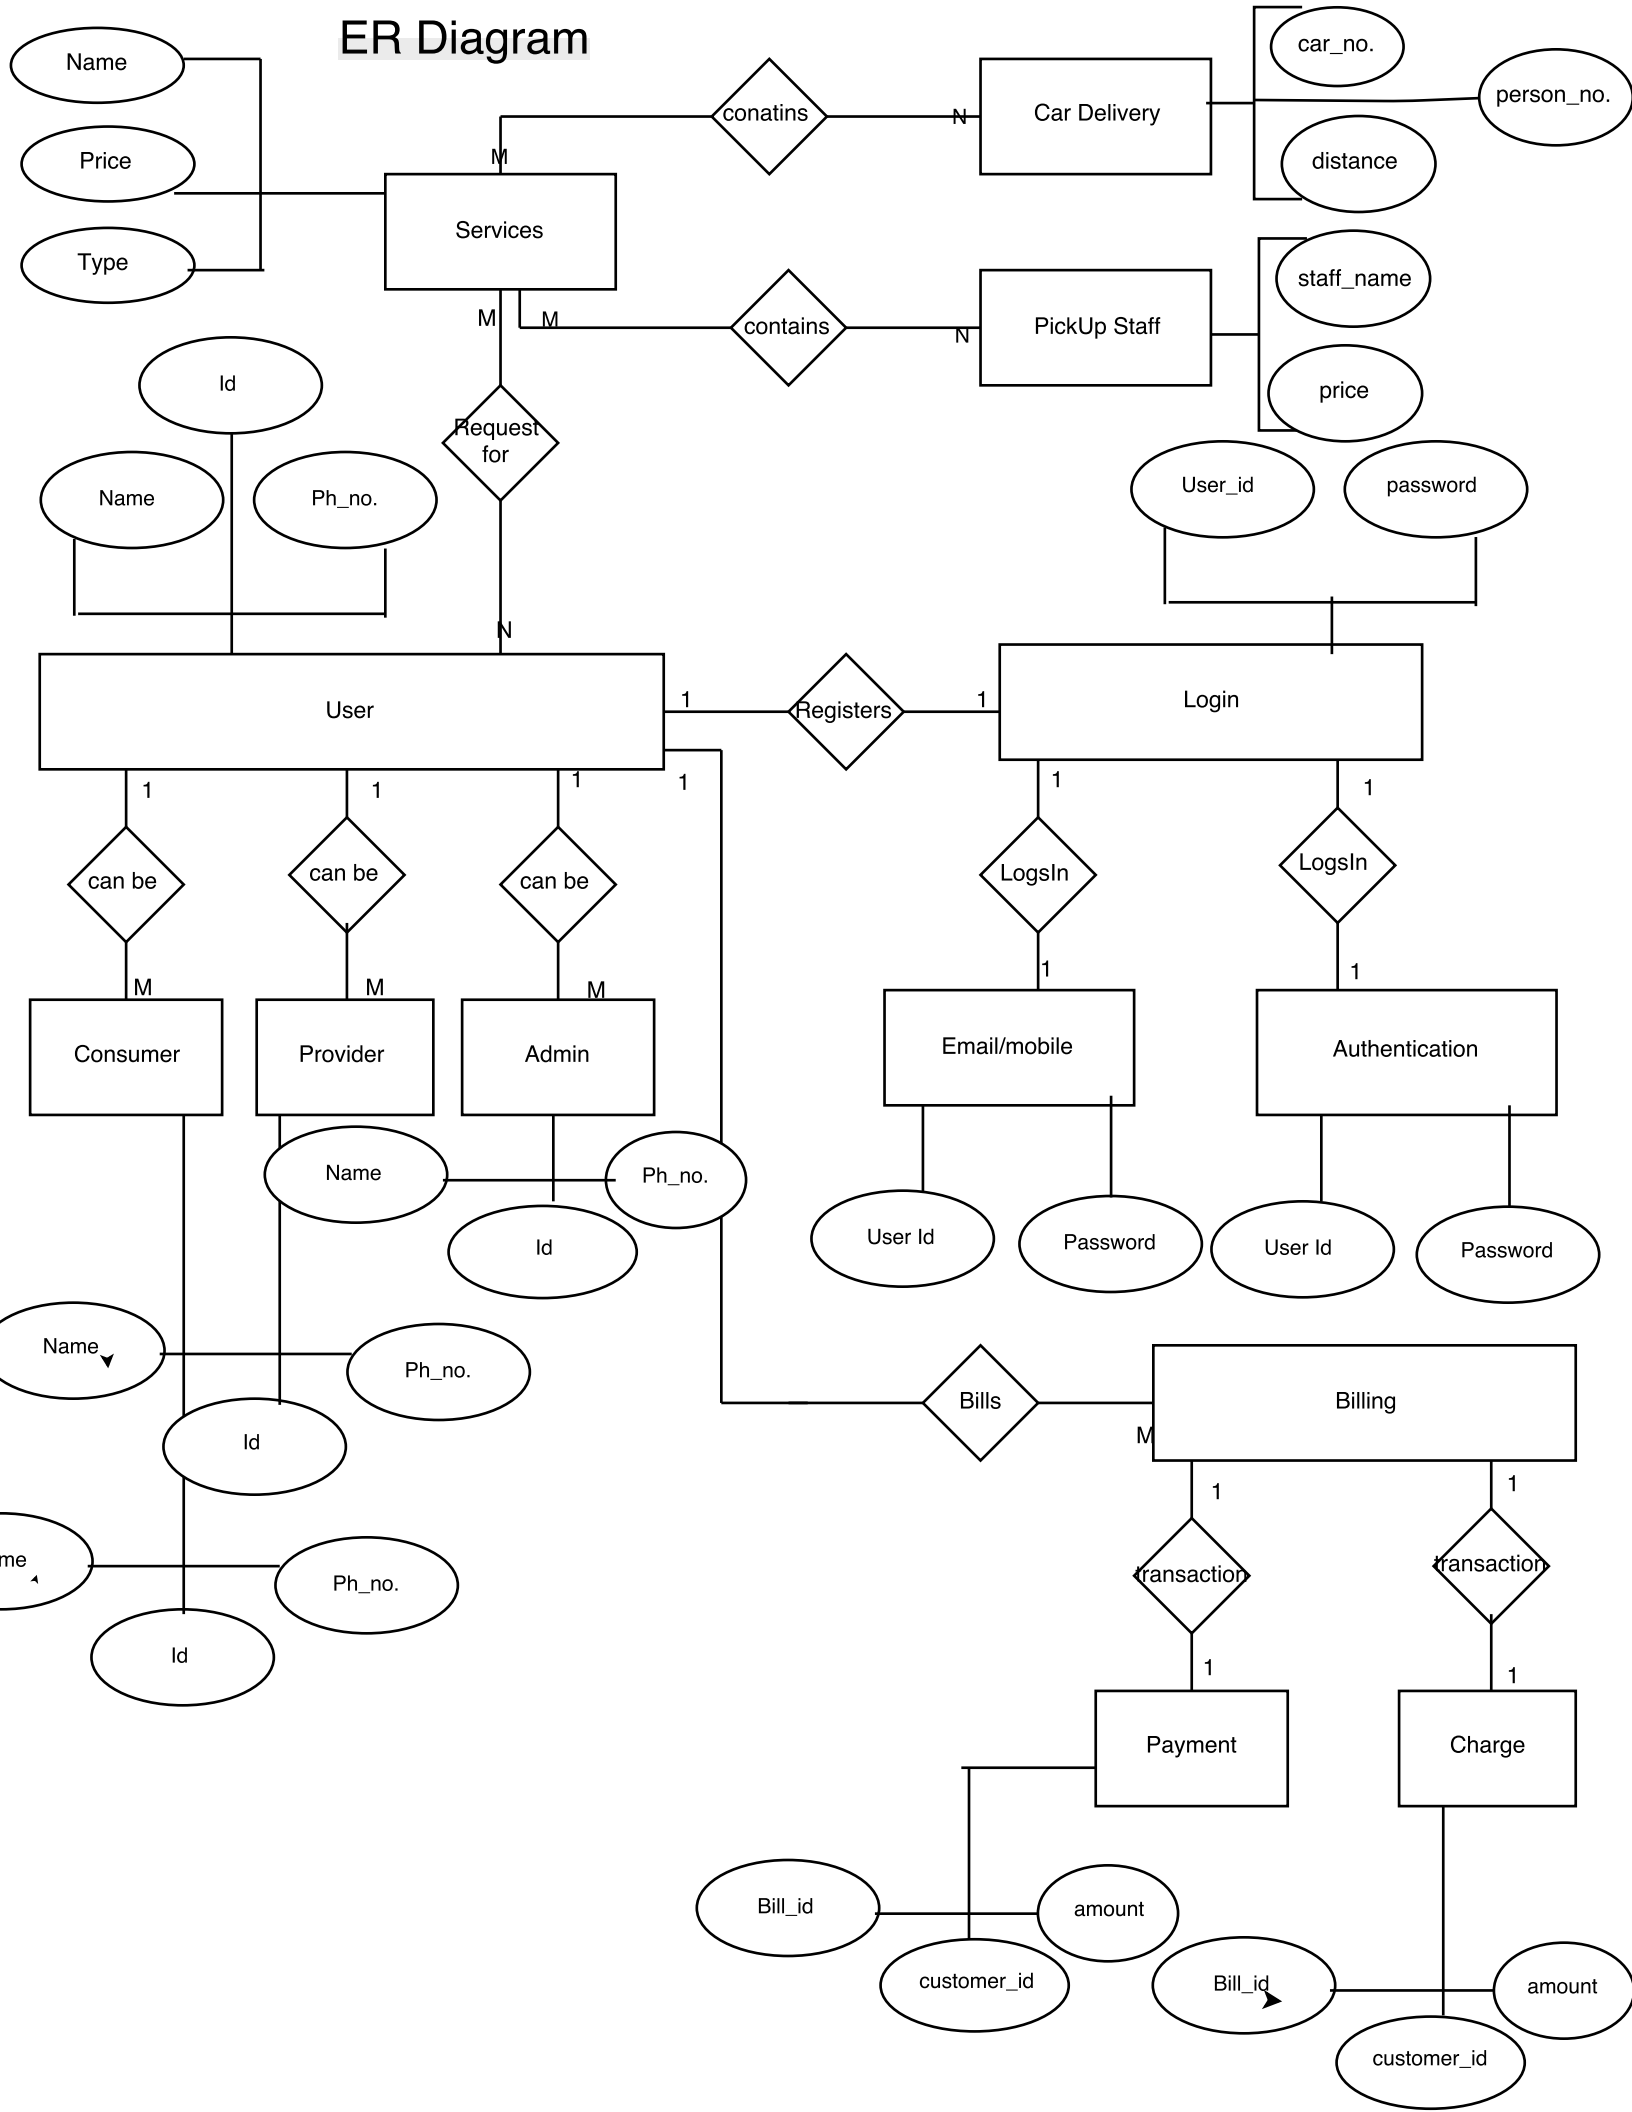 ER Diagram
Name
car_no.
person_no.
conatins
N
Car Delivery
M
Price
distance
Services
Type
staff_name
M
M
contains
N
PickUp Staff
Id
price
Request
for
Name
Ph_no.
User_id
password
N
User
1
Registers
1
Login
1
1
1
1
1
1
can be
can be
can be
LogsIn
LogsIn
M
M
M
1
1
Consumer
Provider
Admin
Email/mobile
Authentication
Name
Ph_no.
Id
User Id
Password
User Id
Password
Name
Ph_no.
Id
Bills
M
Billing
1
1
me
Ph_no.
Id
transaction
transaction
1
1
Payment
Charge
Bill_id
amount
customer_id
Bill_id
amount
customer_id